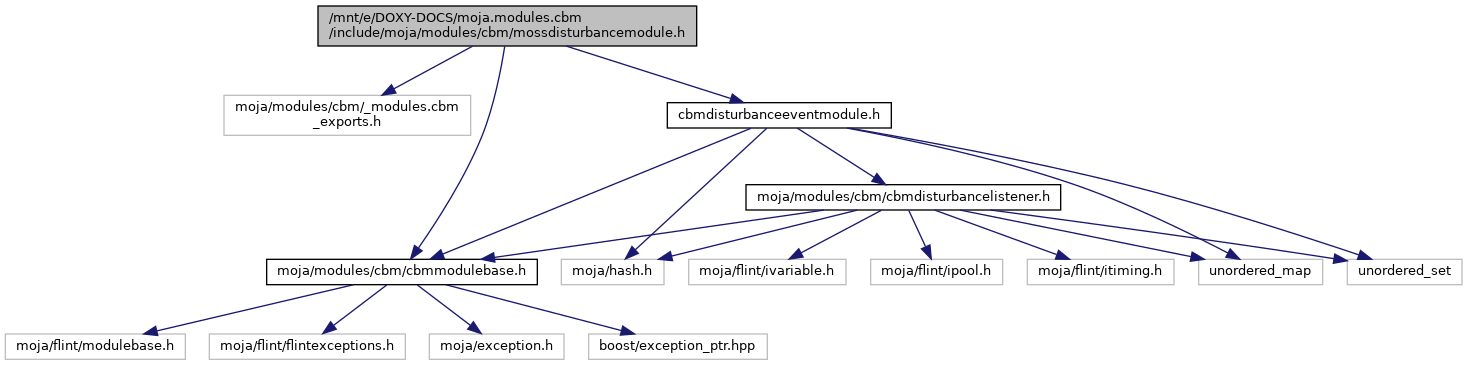 /mnt/e/DOXY-DOCS/moja.modules.cbm
/include/moja/modules/cbm/mossdisturbancemodule.h
moja/modules/cbm/_modules.cbm
_exports.h
cbmdisturbanceeventmodule.h
moja/modules/cbm/cbmdisturbancelistener.h
moja/modules/cbm/cbmmodulebase.h
moja/hash.h
moja/flint/ivariable.h
moja/flint/ipool.h
moja/flint/itiming.h
unordered_map
unordered_set
moja/flint/modulebase.h
moja/flint/flintexceptions.h
moja/exception.h
boost/exception_ptr.hpp